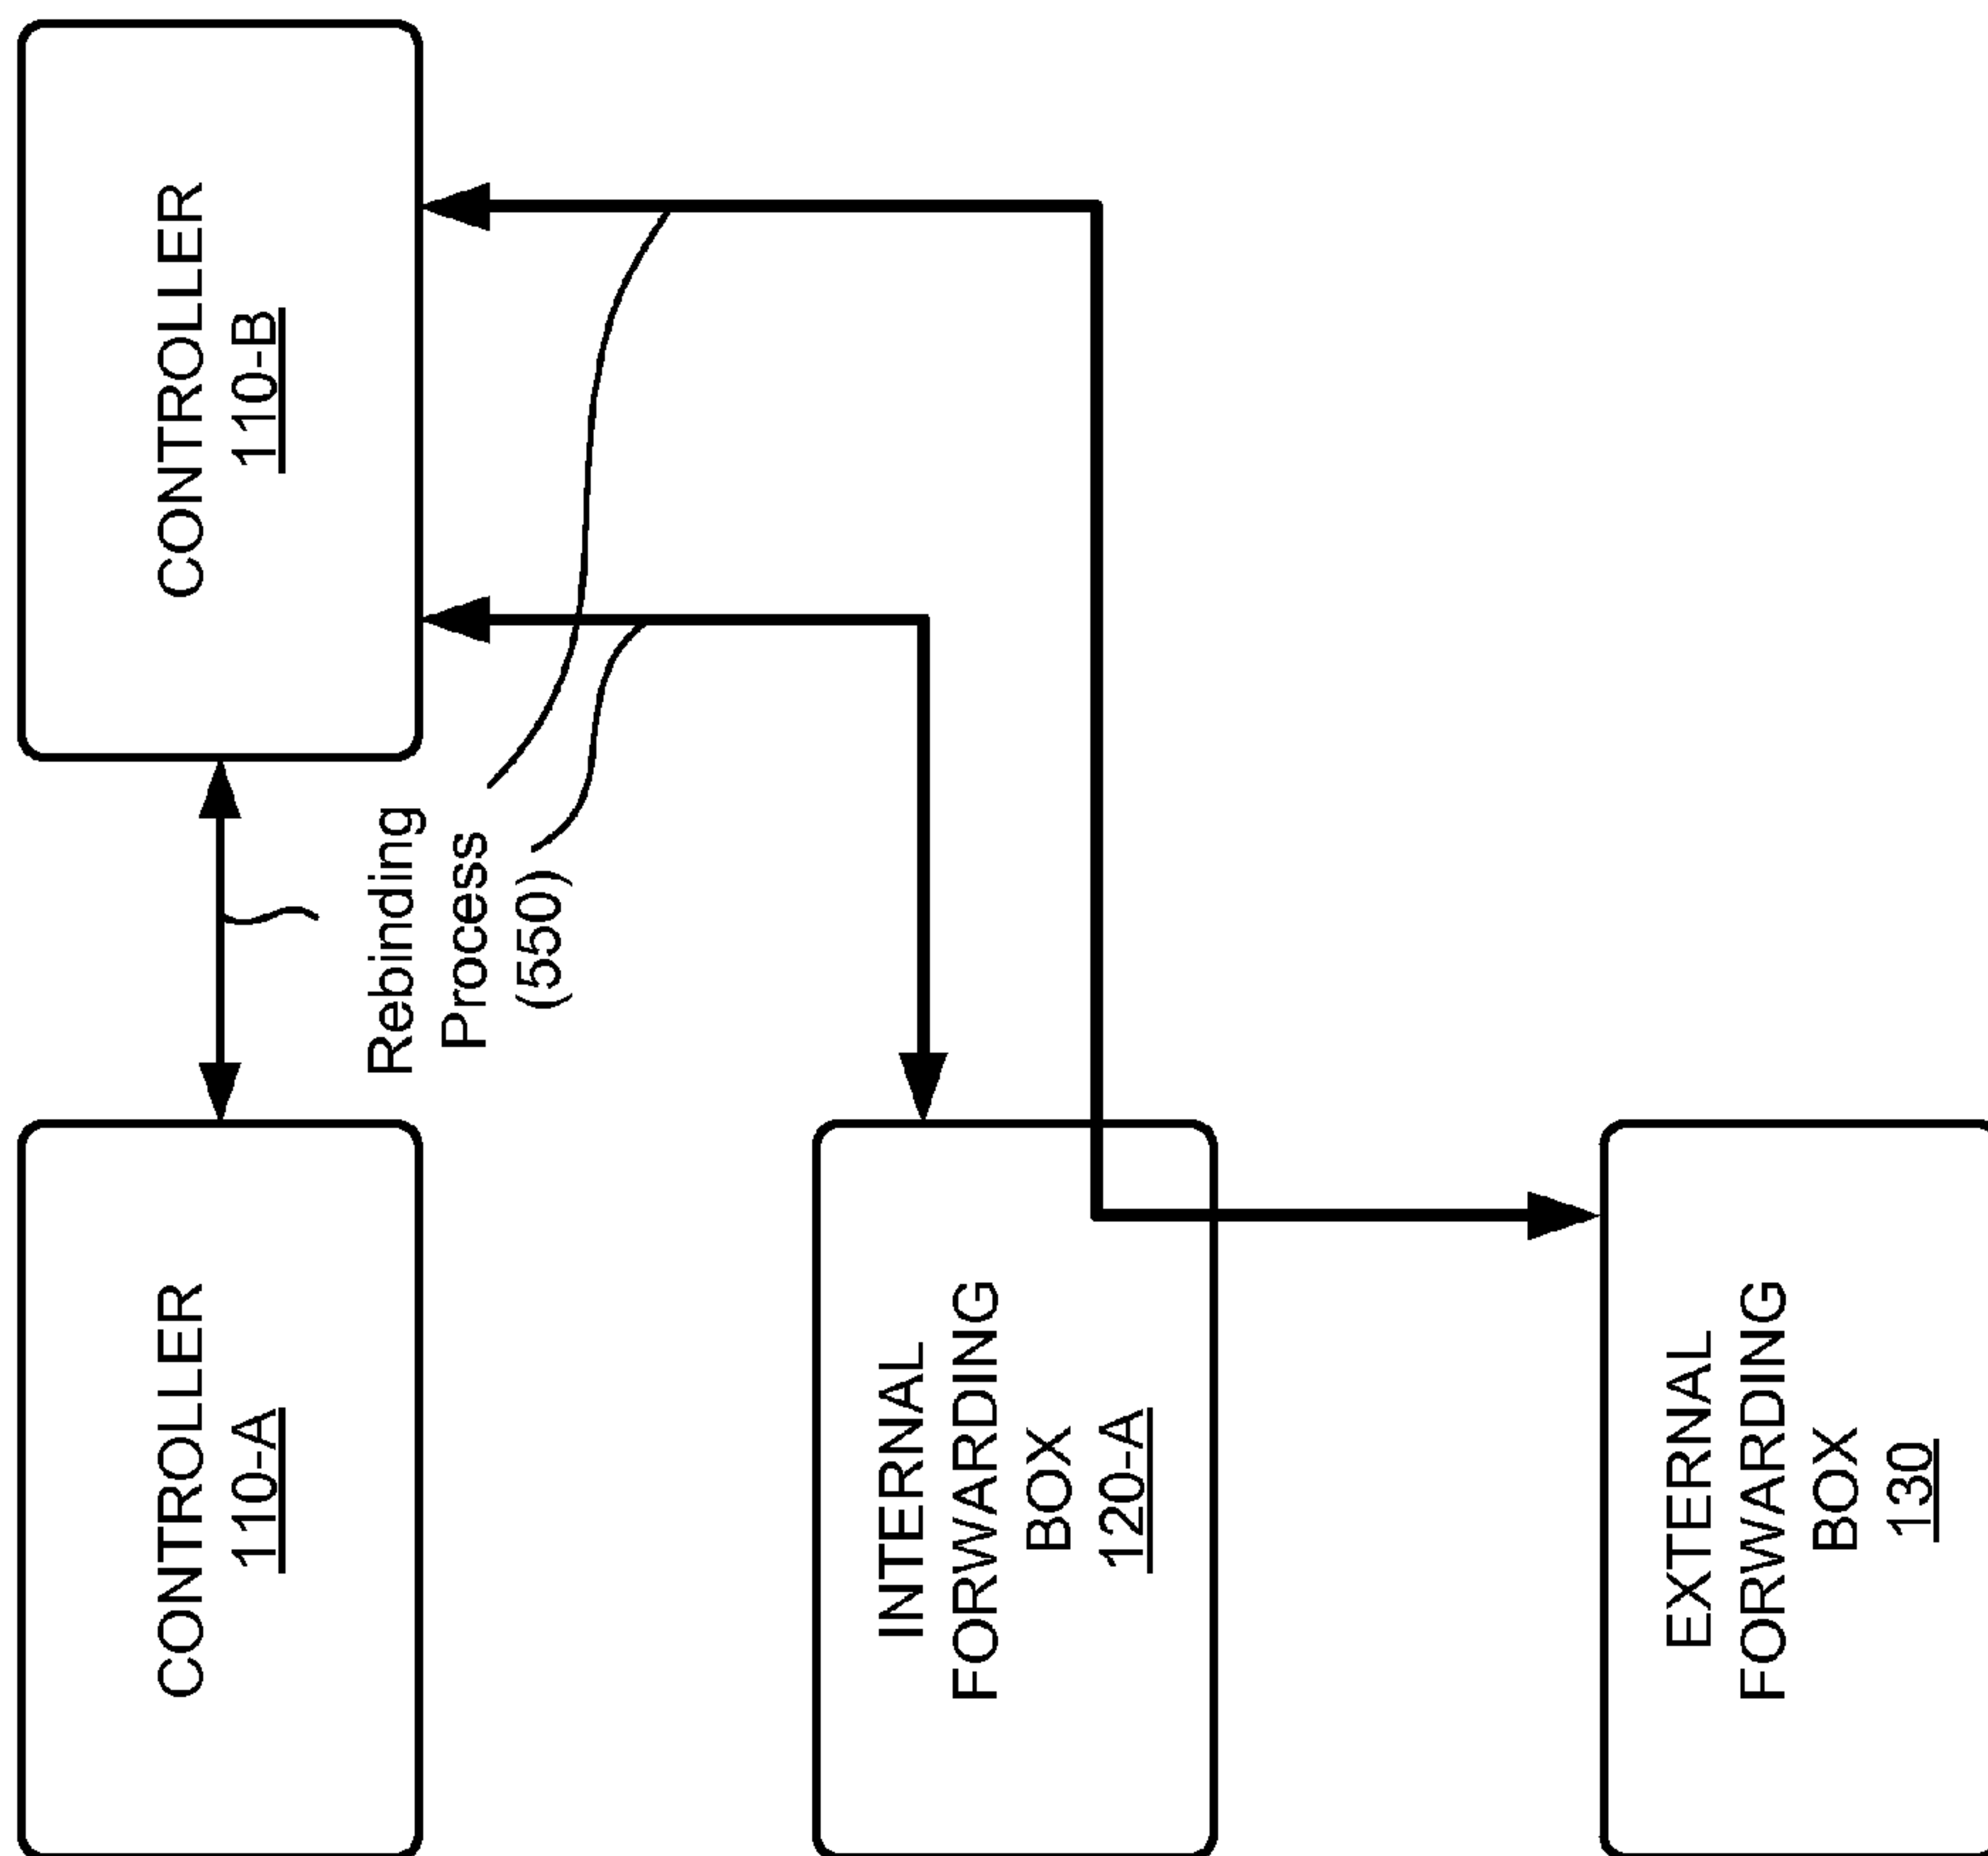 CONTROLLER
110-A
CONTROLLER
110-B
Rebinding
Process
(550)
INTERNAL
FORWARDING
BOX
120-A
EXTERNAL
FORWARDING
BOX
130